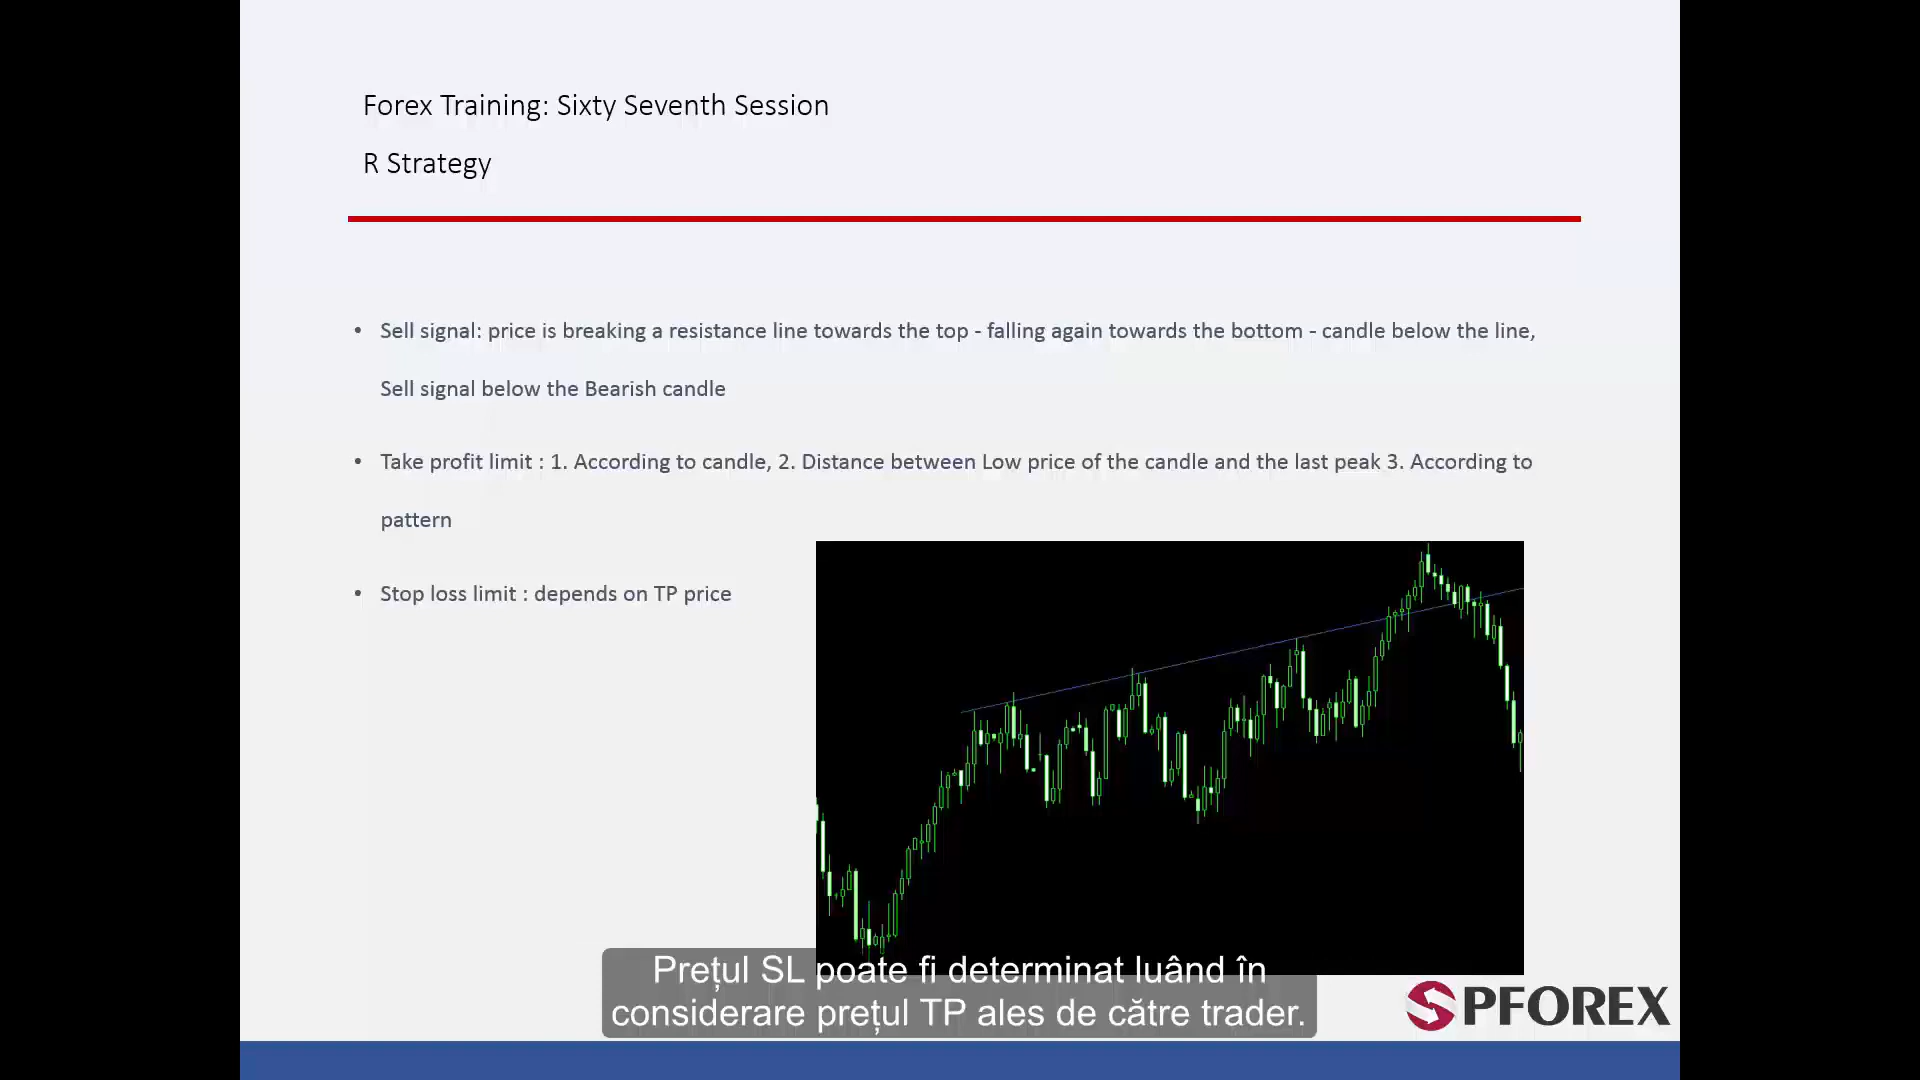 Forex Training: Sixty Seventh Session
R Strategy
• Sell signal: price is breaking a resistance line towards the top - falling again towards the bottom - candle below the line,
Sell signal below the Bearish candle
• Take profit limit : 1. According to candle, 2. Distance between Low price of the candle and the last peak 3. According to
pattern
• Stop loss limit : depends on TP price
Prețul SL poate fi determinat luând în
considerare prețul TP ales de către trader.
PFOREX